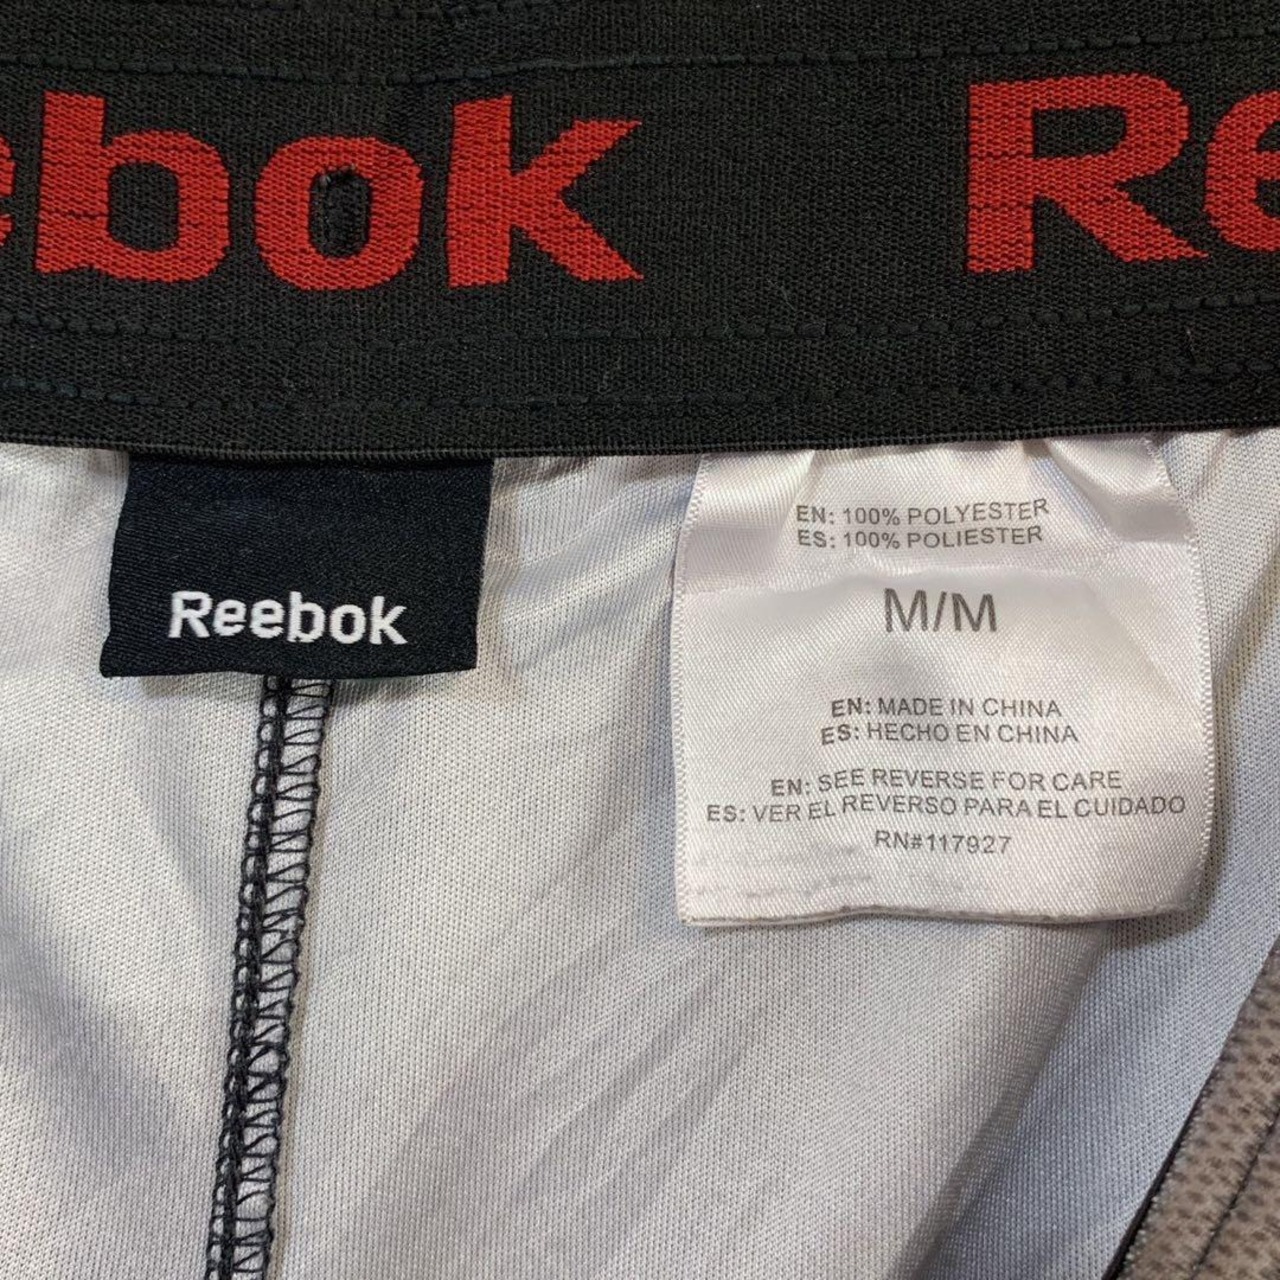 ebok Re
Reebok
EN: 100% POLYESTER
ES: 100% POLIESTER
M/M
EN: MADE IN CHINA
ES: HECHO EN CHINA
EN: SEE REVERSE FOR CARE
ES: VER EL REVERSO PARA EL CUIDADO
RN#117927